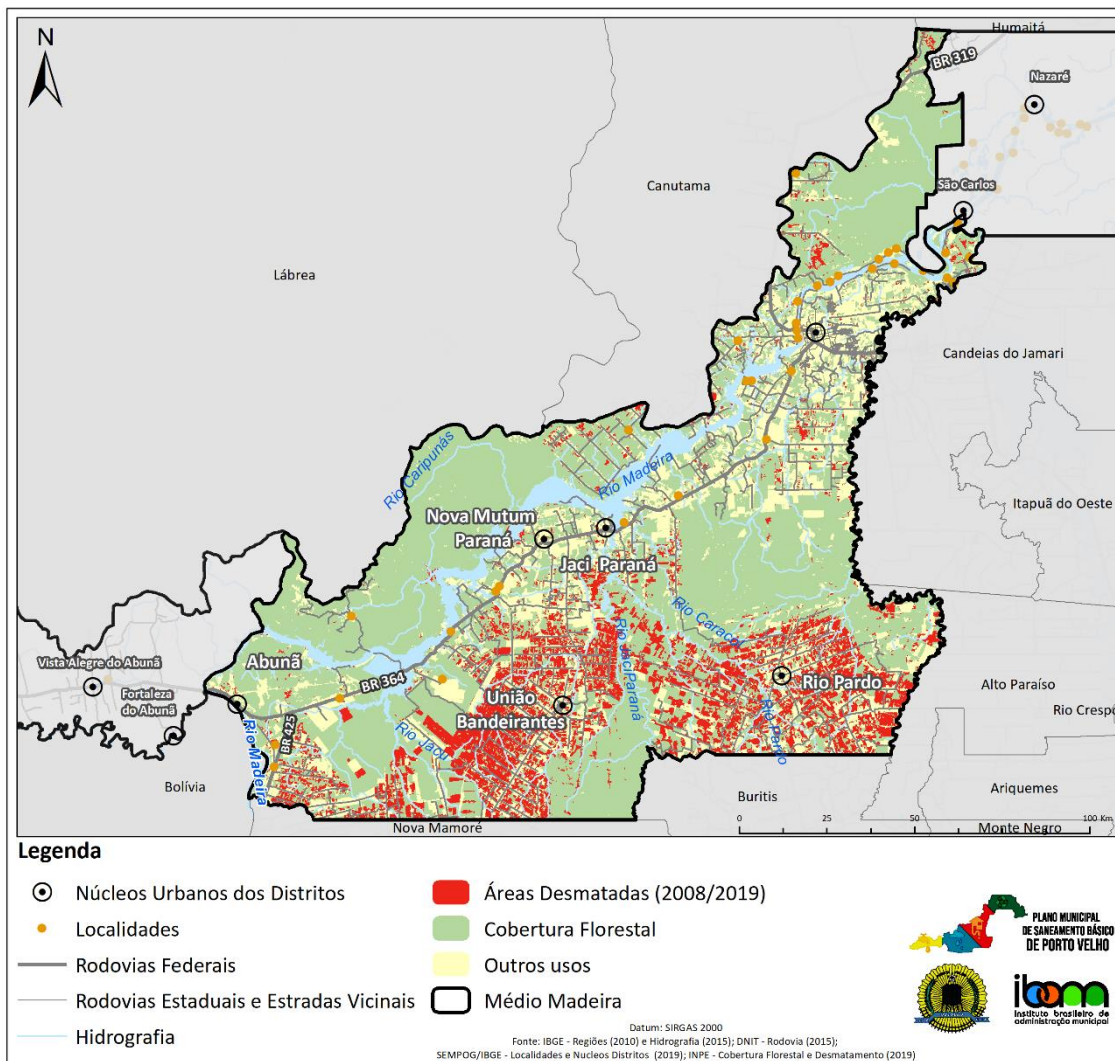 N
Humaitá
BR 319
Nazaré
Canutama
São Carlos
Lábrea
Candeias do Jamari
Rio Caripunás
Rio Madeira
Itapuã do Oeste
Nova Mutum
Parana
Jaci Paraná
Rio Caracol
Rio JaciParaná
Vista Alegre do Abunã
Abunã
Fortaleza
do Abunã
BR 364
União
Bandeirantes
Rio Pardo
Alto Paraíso
Rio Crespo
BR 425
Rio Madeira
Rio Jacu
Rio Pardo
Bolívia
Buritis
Ariquemes
Nova Mamoré
0 25 50 100 Km
Monte Negro
Legenda
Núcleos Urbanos dos Distritos
Localidades
Rodovias Federais
Rodovias Estaduais e Estradas Vicinais
Hidrografia
Áreas Desmatadas (2008/2019)
Cobertura Florestal
Outros usos
Médio Madeira
PLANO MUNICIPAL
DE SANEAMENTO BÁSICO
DE PORTO VELHO
ibam
instituto brasileiro de
administração municipal
Datum: SIRGAS 2000
Fonte: IBGE - Regiões (2010) e Hidrografia (2015); DNIT - Rodovia (2015);
SEMPOG/IBGE - Localidades e Nucleos Distritos (2019); INPE - Cobertura Florestal e Desmatamento (2019)